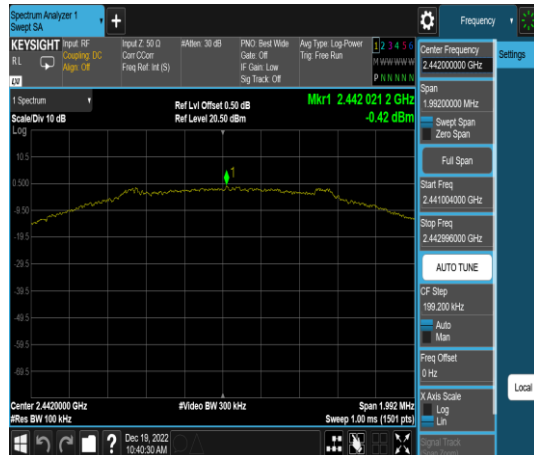 Spectrum Analyzer 1
Swept SA
Frequency
KEYSIGHT
R L
LXI
Input: RF
Coupling: DC
Align: Off
Input Z: 50 Ω
Corr CCorr
Freq Ref: Int (S)
#Atten: 30 dB
PNO: Best Wide
Gate: Off
IF Gain: Low
Sig Track: Off
Avg Type: Log-Power
Trig: Free Run
1 2 3 4 5 6
M W W W W W
P N N N N N
Center Frequency
2.442000000 GHz
Settings
Span
1.99200000 MHz
Swept Span
Zero Span
Full Span
Start Freq
2.441004000 GHz
Stop Freq
2.442996000 GHz
AUTO TUNE
CF Step
199.200 kHz
Auto
Man
Freq Offset
0 Hz
X Axis Scale
Log
Lin
Signal Track
Local
1 Spectrum
Scale/Div 10 dB
Log
Ref Lvl Offset 0.50 dB
Ref Level 20.50 dBm
Mkr1 2.442 021 2 GHz
-0.42 dBm
1
10.5
0.500
-9.50
-19.5
-29.5
-39.5
-49.5
-59.5
-69.5
Center 2.4420000 GHz
#Res BW 100 kHz
#Video BW 300 kHz
Span 1.992 MHz
Sweep 1.00 ms (1501 pts)
?
Dec 19, 2022
10:40:30 AM